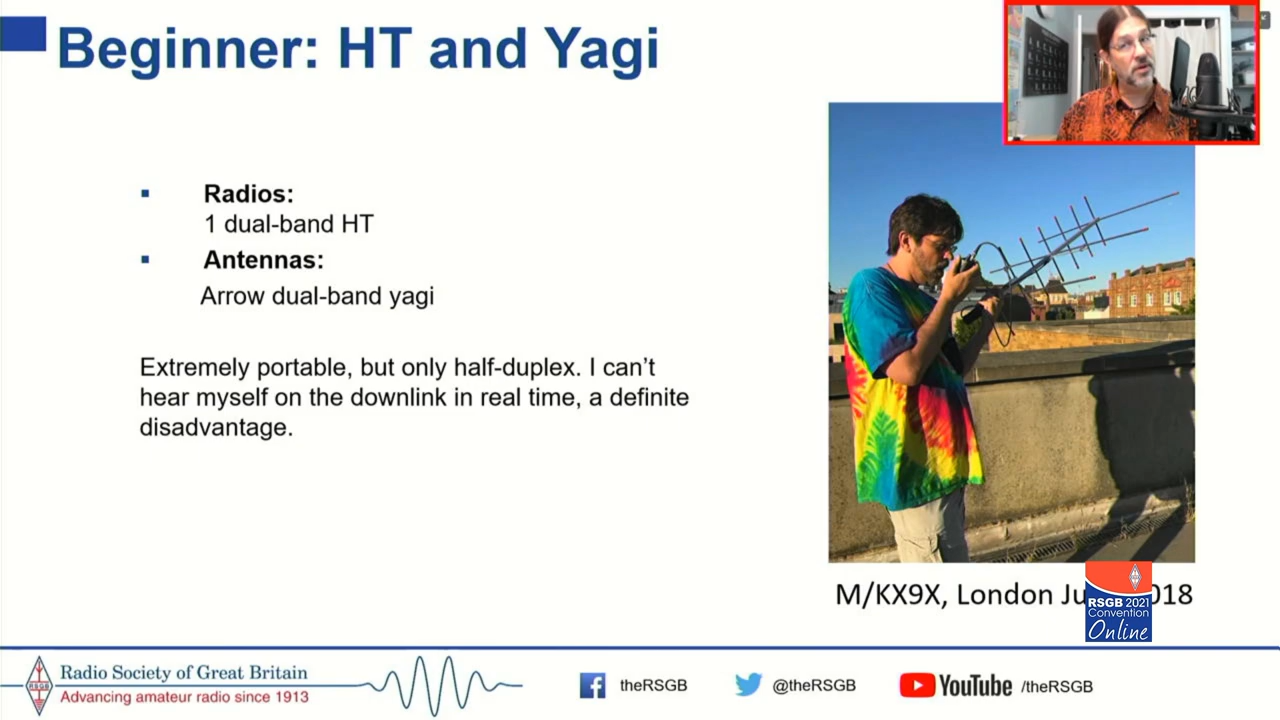 Beginner: HT and Yagi
Radios:
1 dual-band HT
Antennas:
Arrow dual-band yagi
Extremely portable, but only half-duplex. I can't
hear myself on the downlink in real time, a definite
disadvantage.
M/KX9X, London
RSGB 2021
Convention
Online
RSGB
Radio Society of Great Britain
Advancing amateur radio since 1913
theRSGB
@theRSGB
YouTube /theRSGB